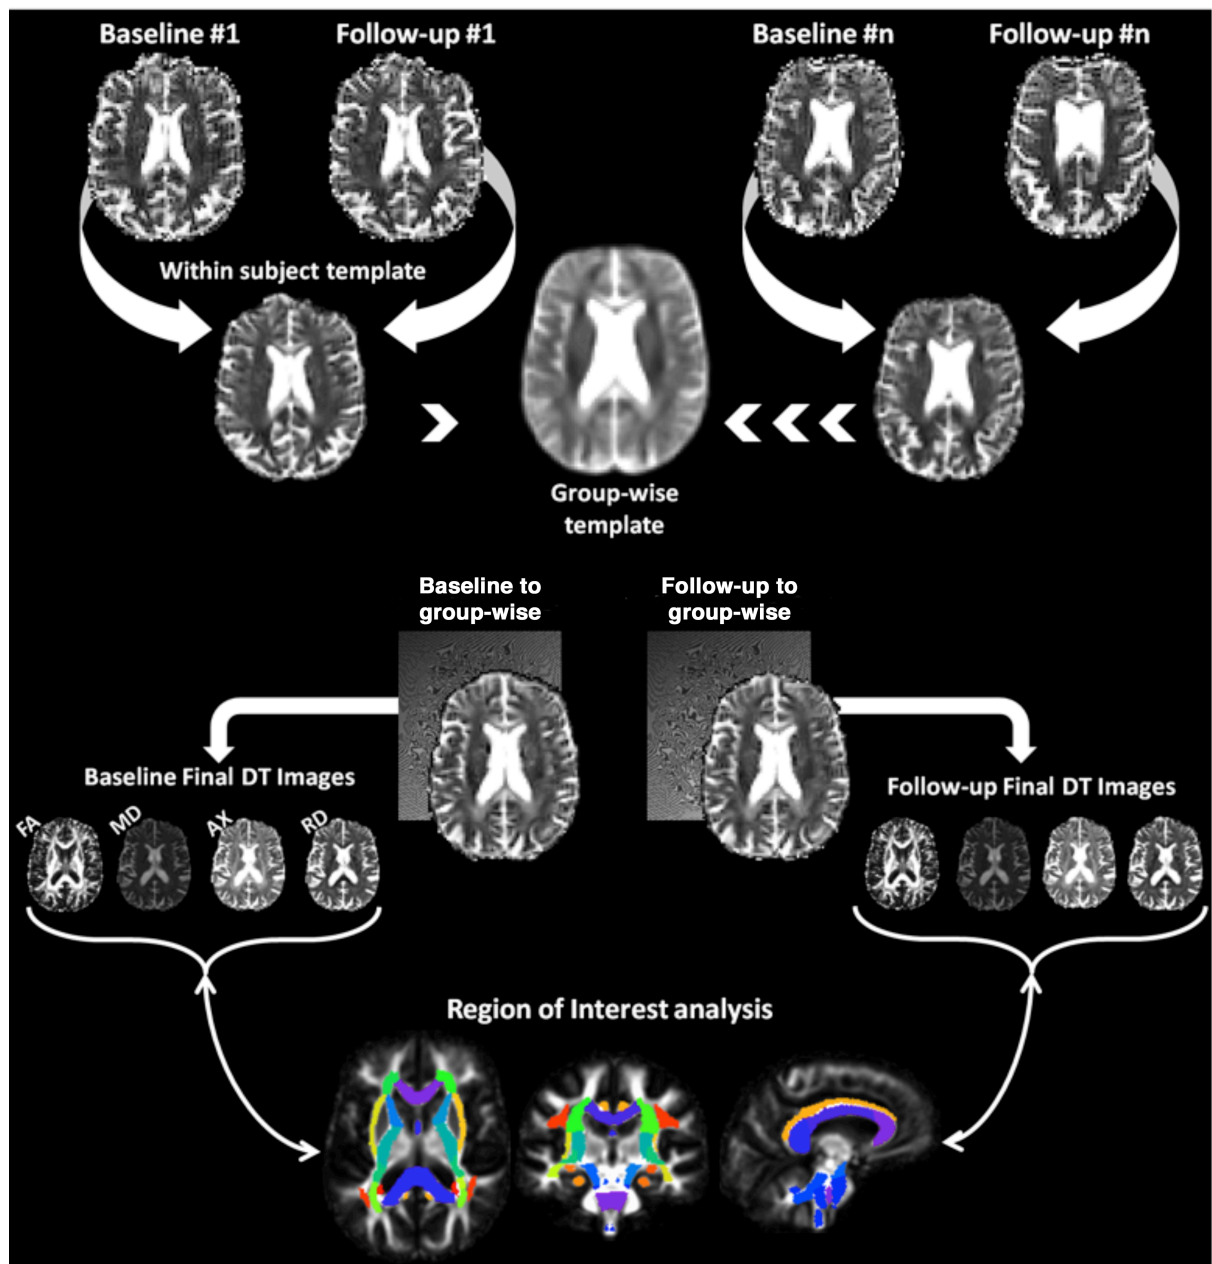 Baseline #1
Follow-up #1
Baseline #n
Follow-up #n
Within subject template
Group-wise
template
Baseline to
group-wise
Follow-up to
group-wise
Baseline Final DT Images
Follow-up Final DT Images
FA
MD
AX
RD
Region of Interest analysis